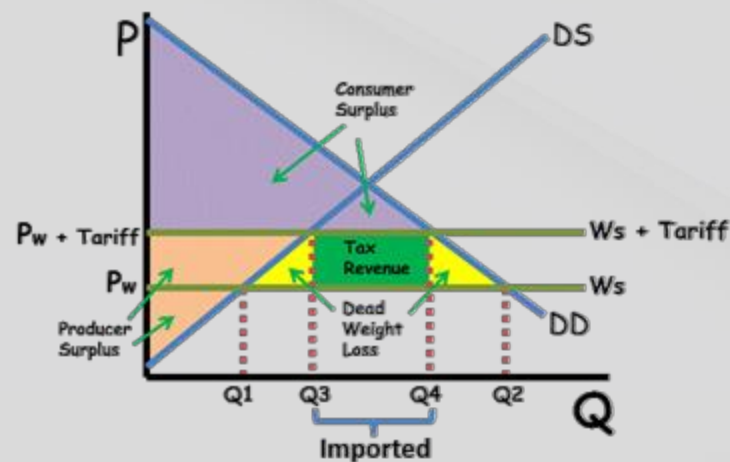 P
DS
Consumer
Surplus
Pw + Tariff
Ws + Tariff
Tax
Revenue
Pw
Ws
Producer
Surplus
Dead
Weight
Loss
DD
Q1
Q3
Q4
Q2
Q
Imported